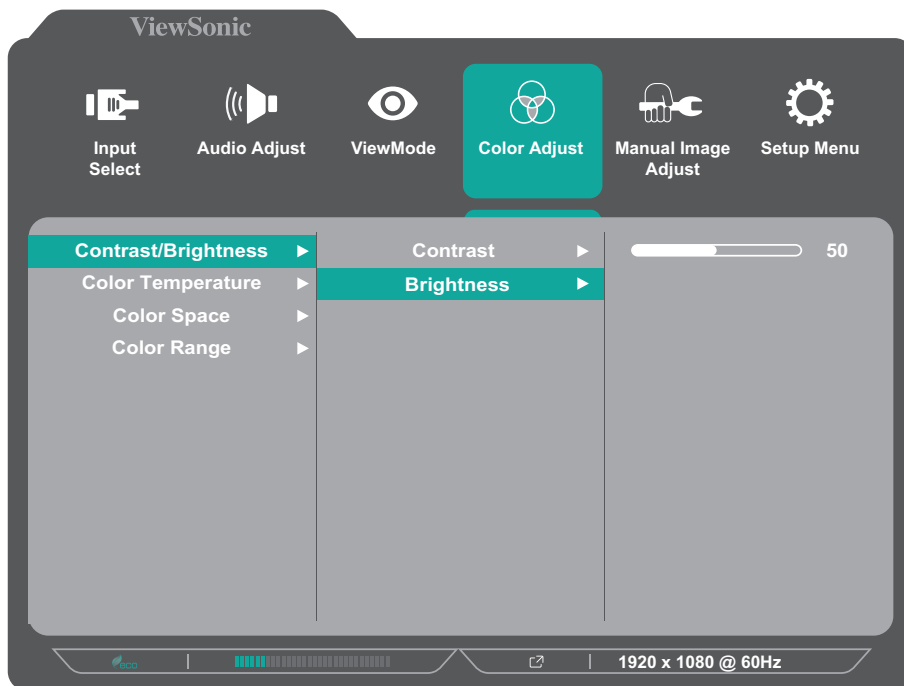 ViewSonic
Input Select
Audio Adjust
ViewMode
Color Adjust
Manual Image Adjust
Setup Menu
Contrast/Brightness
Contrast
50
Color Temperature
Brightness
Color Space
Color Range
eco
1920 x 1080 @ 60Hz